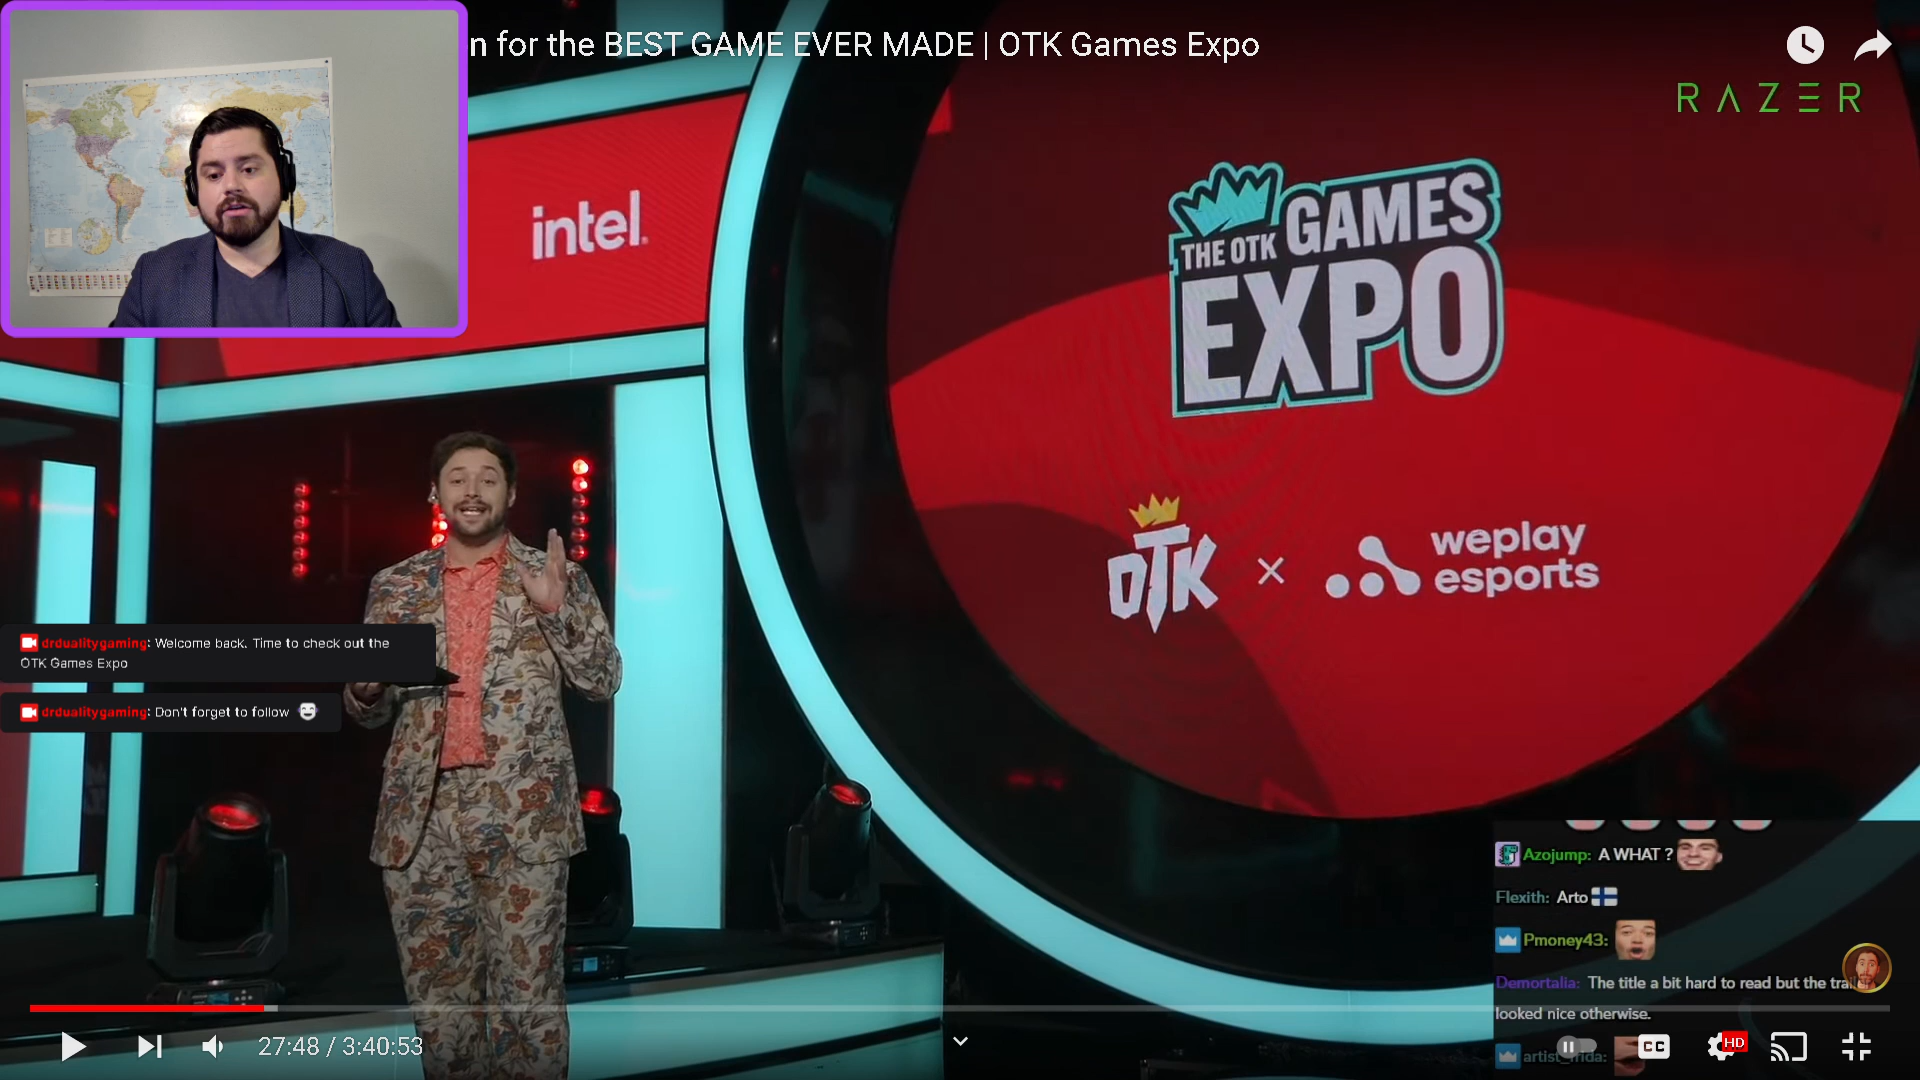 n for the BEST GAME EVER MADE | OTK Games Expo
RAZER
intel.
THE OTK GAMES
EXPO
OTK × weplay
esports
drdualitygaming: Welcome back. Time to check out the
OTK Games Expo
drdualitygaming: Don't forget to follow
Azojump: A WHAT ?
Flexith: Arto
Pmoney43:
Demortalia: The title a bit hard to read but the
looked nice otherwise.
27:48 / 3:40:53
CC
HD